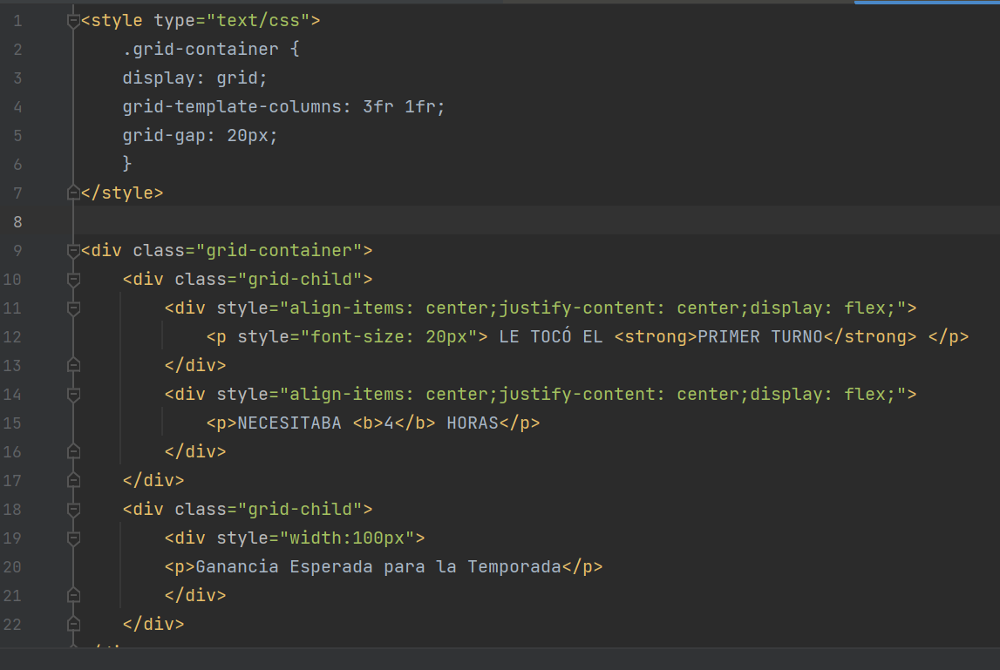 1 <style type="text/css">
2     .grid-container {
3     display: grid;
4     grid-template-columns: 3fr 1fr;
5     grid-gap: 20px;
6     }
7 </style>
8
9 <div class="grid-container">
10     <div class="grid-child">
11         <div style="align-items: center;justify-content: center;display: flex;">
12             <p style="font-size: 20px"> LE TOCÓ EL <strong>PRIMER TURNO</strong> </p>
13         </div>
14         <div style="align-items: center;justify-content: center;display: flex;">
15             <p>NECESITABA <b>4</b> HORAS</p>
16         </div>
17     </div>
18     <div class="grid-child">
19         <div style="width:100px">
20         <p>Ganancia Esperada para la Temporada</p>
21         </div>
22     </div>